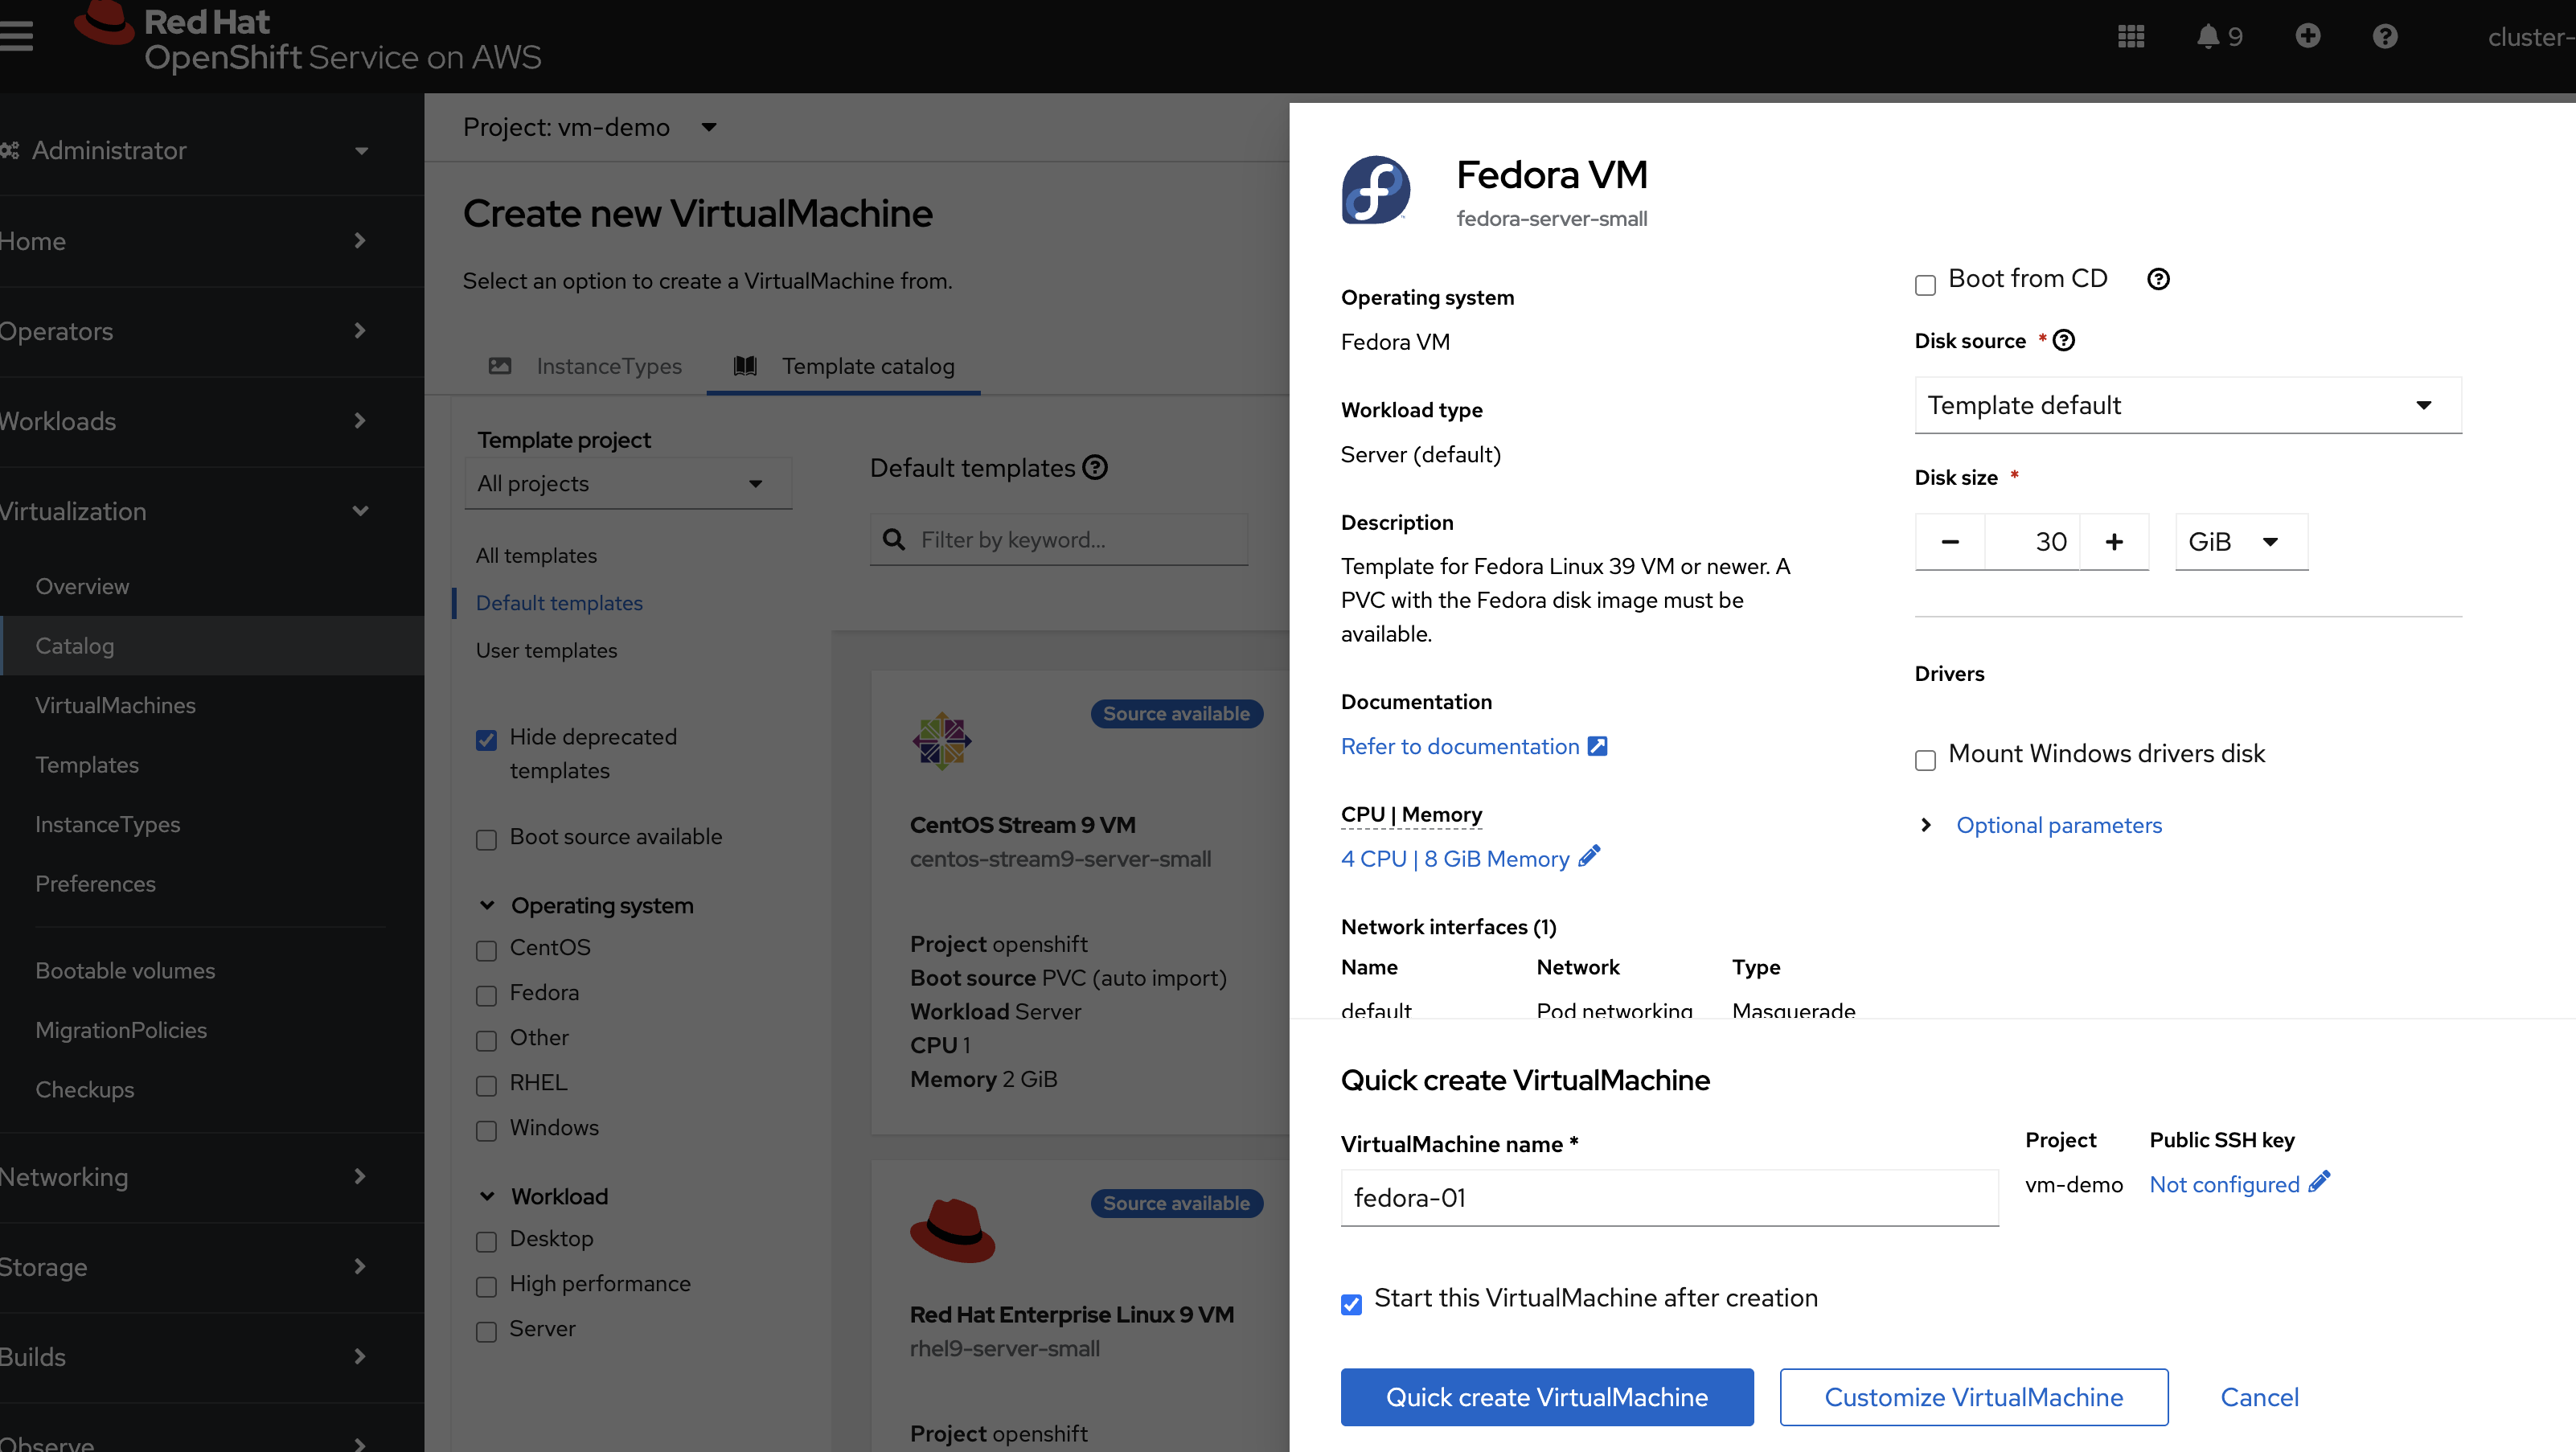 Red Hat
OpenShift Service on AWS
9
cluster-
Administrator
Home
Operators
Workloads
Virtualization
Overview
Catalog
VirtualMachines
Templates
InstanceTypes
Preferences
Bootable volumes
MigrationPolicies
Checkups
Networking
Storage
Builds
Observe
Project: vm-demo
Create new VirtualMachine
Select an option to create a VirtualMachine from.
InstanceTypes
Template catalog
Template project
All projects
All templates
Default templates
User templates
Hide deprecated
templates
Boot source available
Operating system
CentOS
Fedora
Other
RHEL
Windows
Workload
Desktop
High performance
Server
Default templates
Filter by keyword...
Source available
CentOS Stream 9 VM
centos-stream9-server-small
Project openshift
Boot source PVC (auto import)
Workload Server
CPU 1
Memory 2 GiB
Source available
Red Hat Enterprise Linux 9 VM
rhel9-server-small
Project openshift
Fedora VM
fedora-server-small
Operating system
Fedora VM
Workload type
Server (default)
Description
Template for Fedora Linux 39 VM or newer. A
PVC with the Fedora disk image must be
available.
Documentation
Refer to documentation
CPU | Memory
4 CPU | 8 GiB Memory
Network interfaces (1)
Name Network Type
default Pod networking Masquerade
Boot from CD
Disk source *
Template default
Disk size *
30
GiB
Drivers
Mount Windows drivers disk
Optional parameters
Quick create VirtualMachine
VirtualMachine name *
fedora-01
Project
vm-demo
Public SSH key
Not configured
Start this VirtualMachine after creation
Quick create VirtualMachine
Customize VirtualMachine
Cancel